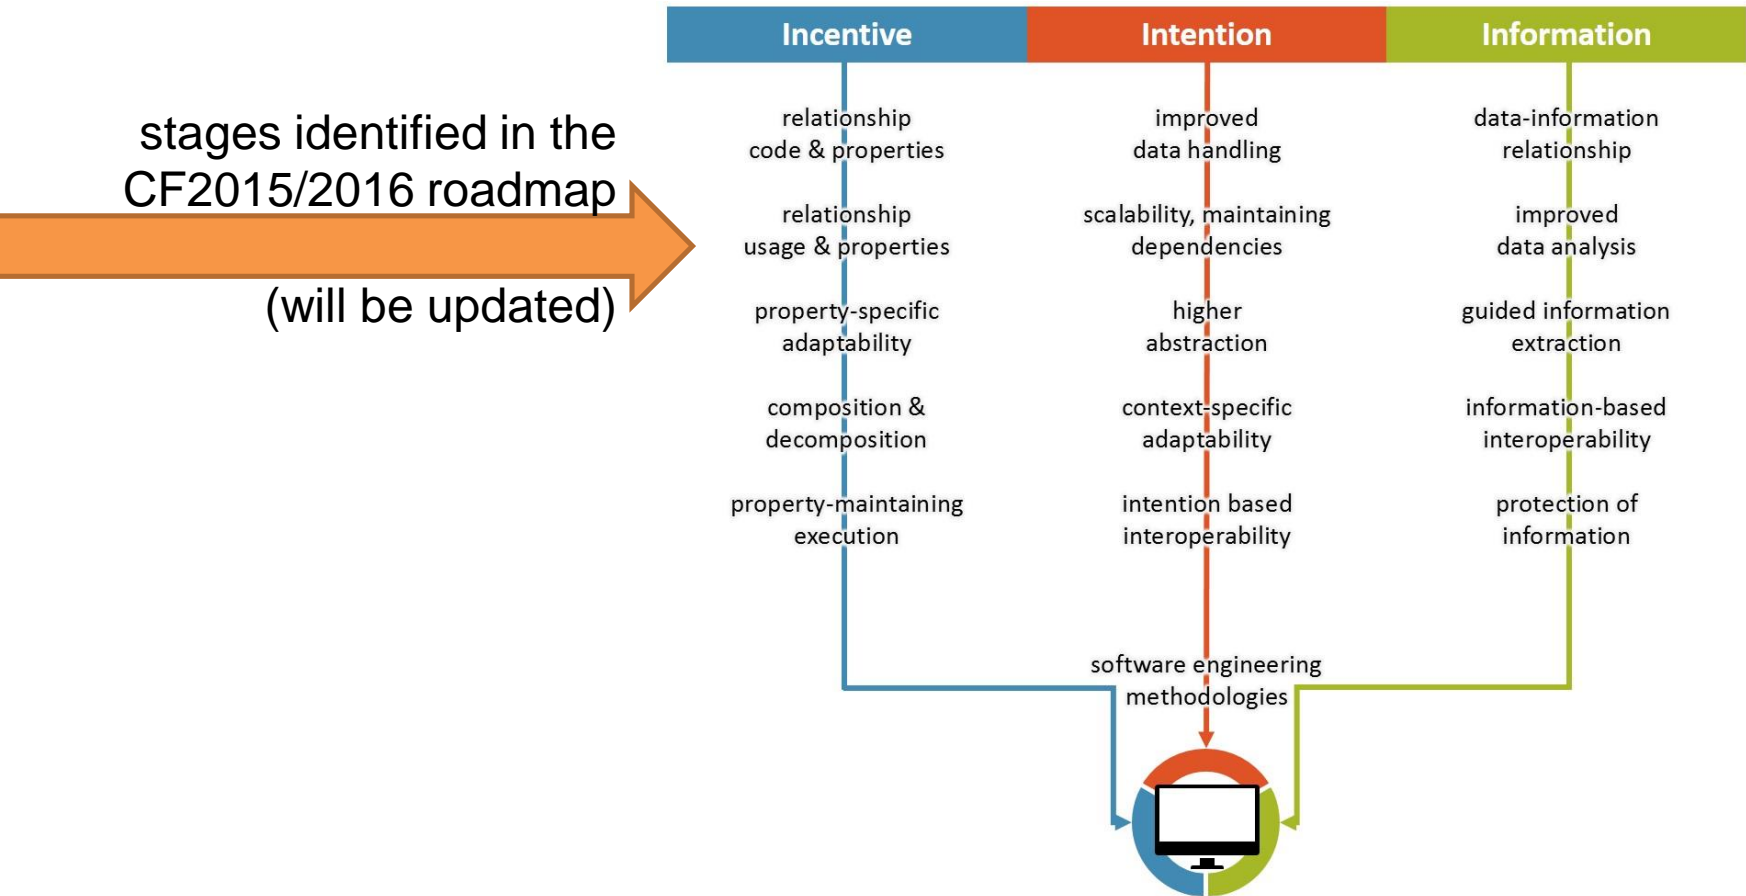 stages identified in the
CF2015/2016 roadmap
(will be updated)
Incentive
relationship
code & properties
relationship
usage & properties
property-specific
adaptability
composition &
decomposition
property-maintaining
execution
Intention
improved
data handling
scalability, maintaining
dependencies
higher
abstraction
context-specific
adaptability
intention based
interoperability
software engineering
methodologies
Information
data-information
relationship
improved
data analysis
guided information
extraction
information-based
interoperability
protection of
information